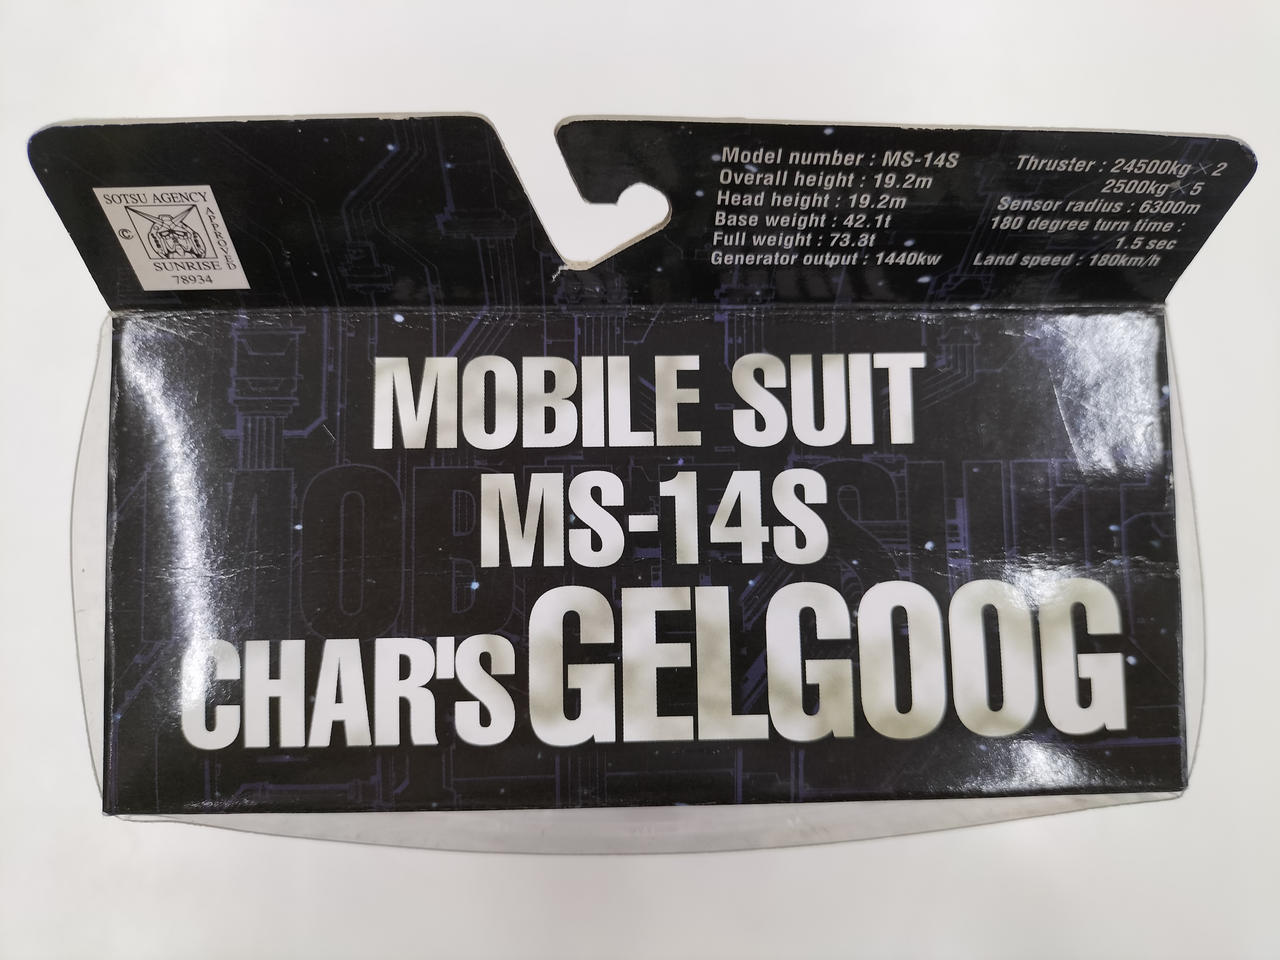 SOTSU AGENCY
APPROVED
©
SUNRISE
78934
Model number : MS-14S
Overall height : 19.2m
Head height : 19.2m
Base weight : 42.1t
Full weight : 73.3t
Generator output : 1440kw
Thruster : 24500kg × 2
2500kg × 5
Sensor radius : 6300m
180 degree turn time :
1.5 sec
Land speed : 180km/h
MOBILE SUIT
MS-14S
CHAR'S GELGOOG
MOBILE SUIT